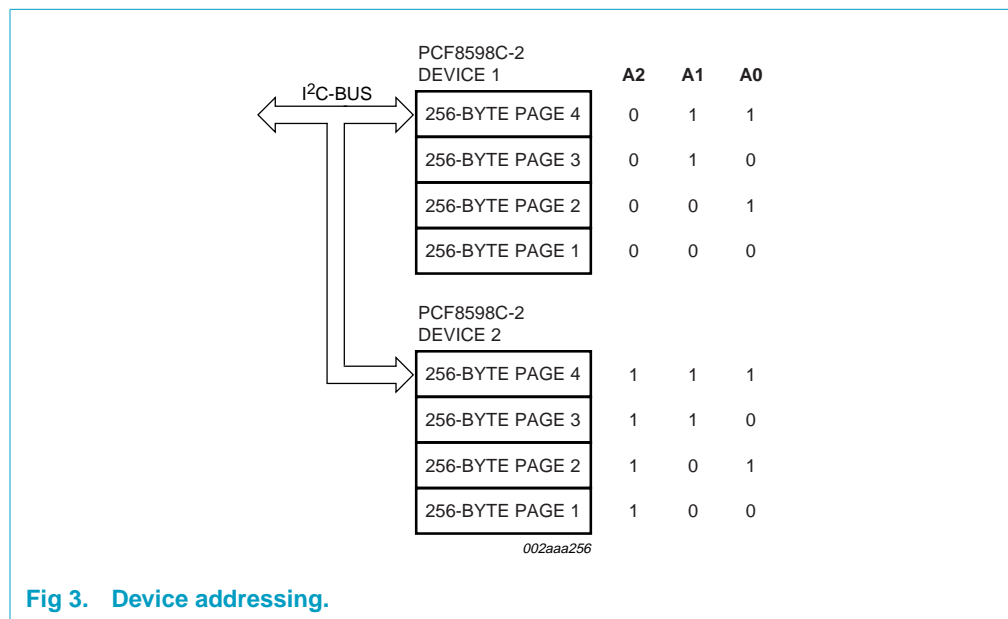 PCF8598C-2
DEVICE 1 A2 A1 A0
I2C-BUS
256-BYTE PAGE 4 0 1 1
256-BYTE PAGE 3 0 1 0
256-BYTE PAGE 2 0 0 1
256-BYTE PAGE 1 0 0 0
PCF8598C-2
DEVICE 2
256-BYTE PAGE 4 1 1 1
256-BYTE PAGE 3 1 1 0
256-BYTE PAGE 2 1 0 1
256-BYTE PAGE 1 1 0 0
002aaa256
Fig 3. Device addressing.